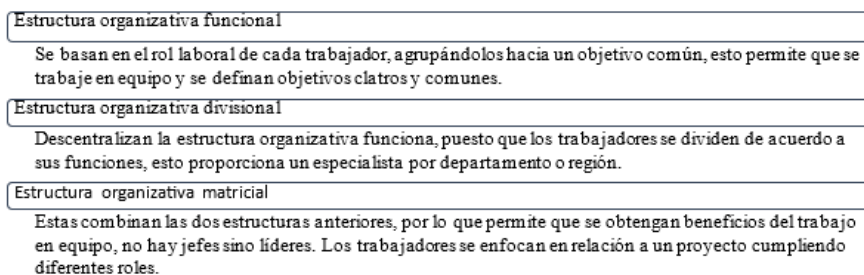 Estructura organizativa funcional
Se basan en el rol laboral de cada trabajador, agrupándolos hacia un objetivo común, esto permite que se
trabaje en equipo y se definan objetivos clatros y comunes.
Estructura organizativa divisional
Descentralizan la estructura organizativa funciona, puesto que los trabajadores se dividen de acuerdo a
sus funciones, esto proporciona un especialista por departamento o región.
Estructura organizativa matricial
Estas combinan las dos estructuras anteriores, por lo que permite que se obtengan beneficios del trabajo
en equipo, no hay jefes sino líderes. Los trabajadores se enfocan en relación a un proyecto cumpliendo
diferentes roles.